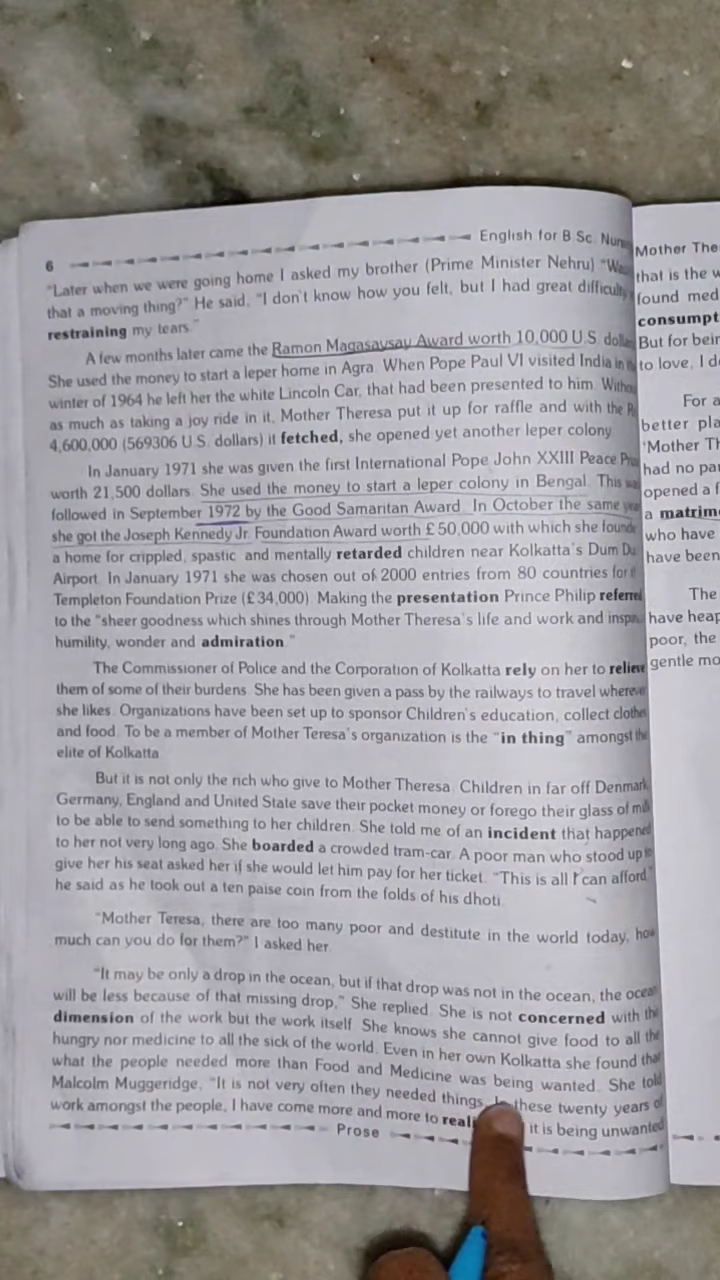 6 English for B Sc
"Later when we were going home I asked my brother (Prime Minister Nehru)
that a moving thing?" He said, "I don't know how you felt, but I had great difficulty
restraining my tears."
A few months later came the Ramon Magasaysay Award worth 10,000 U.S.
She used the money to start a leper home in Agra. When Pope Paul VI visited India in
winter of 1964 he left her the white Lincoln Car, that had been presented to him.
as much as taking a joy ride in it, Mother Theresa put it up for raffle and with the
4,600,000 (569306 U.S. dollars) it fetched, she opened yet another leper colony
In January 1971 she was given the first International Pope John XXIII Peace
worth 21,500 dollars. She used the money to start a leper colony in Bengal. This
followed in September 1972 by the Good Samaritan Award. In October the same
she got the Joseph Kennedy Jr. Foundation Award worth £50,000 with which she
a home for crippled, spastic and mentally retarded children near Kolkatta's Dum
Airport. In January 1971 she was chosen out of 2000 entries from 80 countries for
Templeton Foundation Prize (£34,000). Making the presentation Prince Philip
to the "sheer goodness which shines through Mother Theresa's life and work and
humility, wonder and admiration."
The Commissioner of Police and the Corporation of Kolkatta rely on her to relieve
them of some of their burdens. She has been given a pass by the railways to travel
she likes. Organizations have been set up to sponsor Children's education, collect clothes
and food. To be a member of Mother Teresa's organization is the "in thing" amongst the
elite of Kolkatta
But it is not only the rich who give to Mother Theresa. Children in far off Denmark,
Germany, England and United State save their pocket money or forego their glass of milk
to be able to send something to her children. She told me of an incident that happened
to her not very long ago. She boarded a crowded tram-car. A poor man who stood up to
give her his seat asked her if she would let him pay for her ticket. "This is all I can afford"
he said as he took out a ten paise coin from the folds of his dhoti.
"Mother Teresa, there are too many poor and destitute in the world today, how
much can you do for them?" I asked her.
"It may be only a drop in the ocean, but if that drop was not in the ocean, the ocean
will be less because of that missing drop," She replied. She is not concerned with the
dimension of the work but the work itself. She knows she cannot give food to all the
hungry nor medicine to all the sick of the world. Even in her own Kolkatta she found that
what the people needed more than Food and Medicine was being wanted. She told
Malcolm Muggeridge, "It is not very often they needed things. these twenty years of
work amongst the people, I have come more and more to it is being unwanted
Prose
Mother
that is the
found med
consumpt
But for bein
to love, I
For a
better
'Mother
had no
opened a
a
who have
have been
The
have
poor, the
gentle